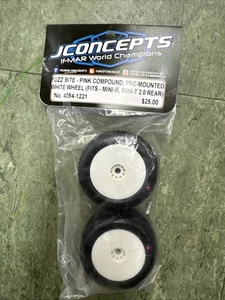 JCONCEPTS
IFMAR World Champions
FUZZ BITE - PINK COMPOUND, PRE-MOUNTED
WHITE WHEEL (FITS - MINI-B, MINI-T 2.0 REAR)
No. 4054-1221
$25.00